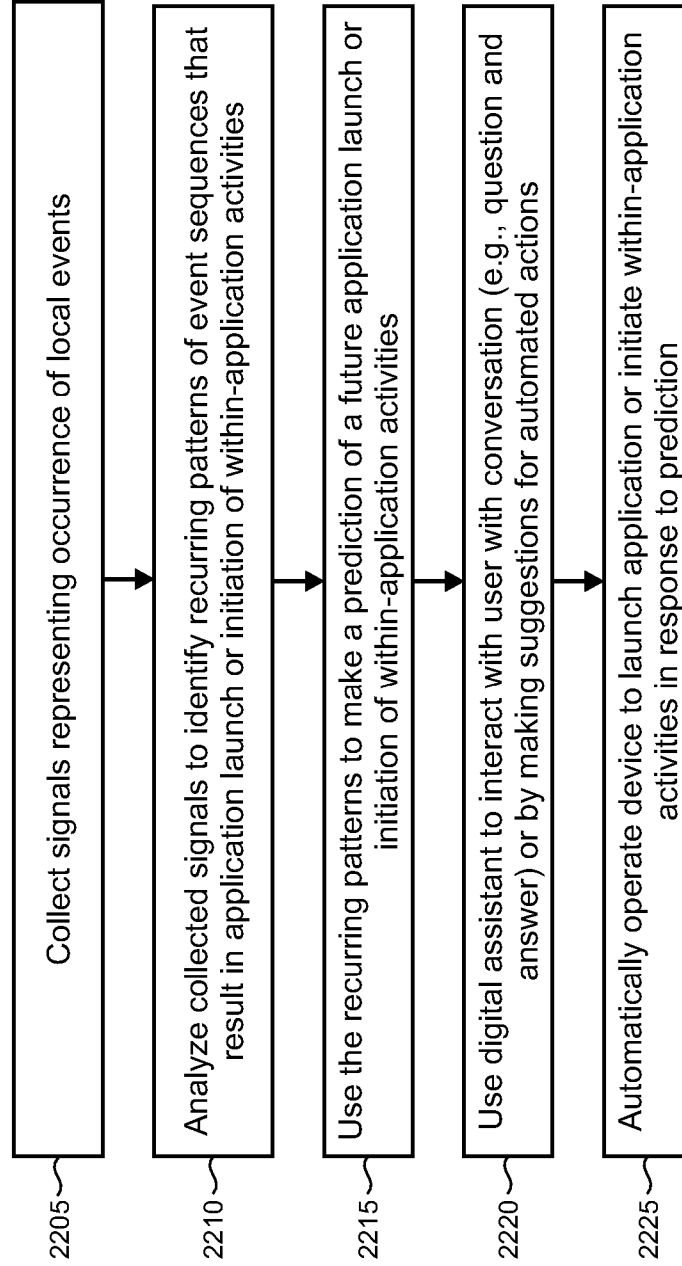 2205
Collect signals representing occurrence of local events
2210
Analyze collected signals to identify recurring patterns of event sequences that
result in application launch or initiation of within-application activities
2215
Use the recurring patterns to make a prediction of a future application launch or
initiation of within-application activities
2220
Use digital assistant to interact with user with conversation (e.g., question and
answer) or by making suggestions for automated actions
2225
Automatically operate device to launch application or initiate within-application
activities in response to prediction